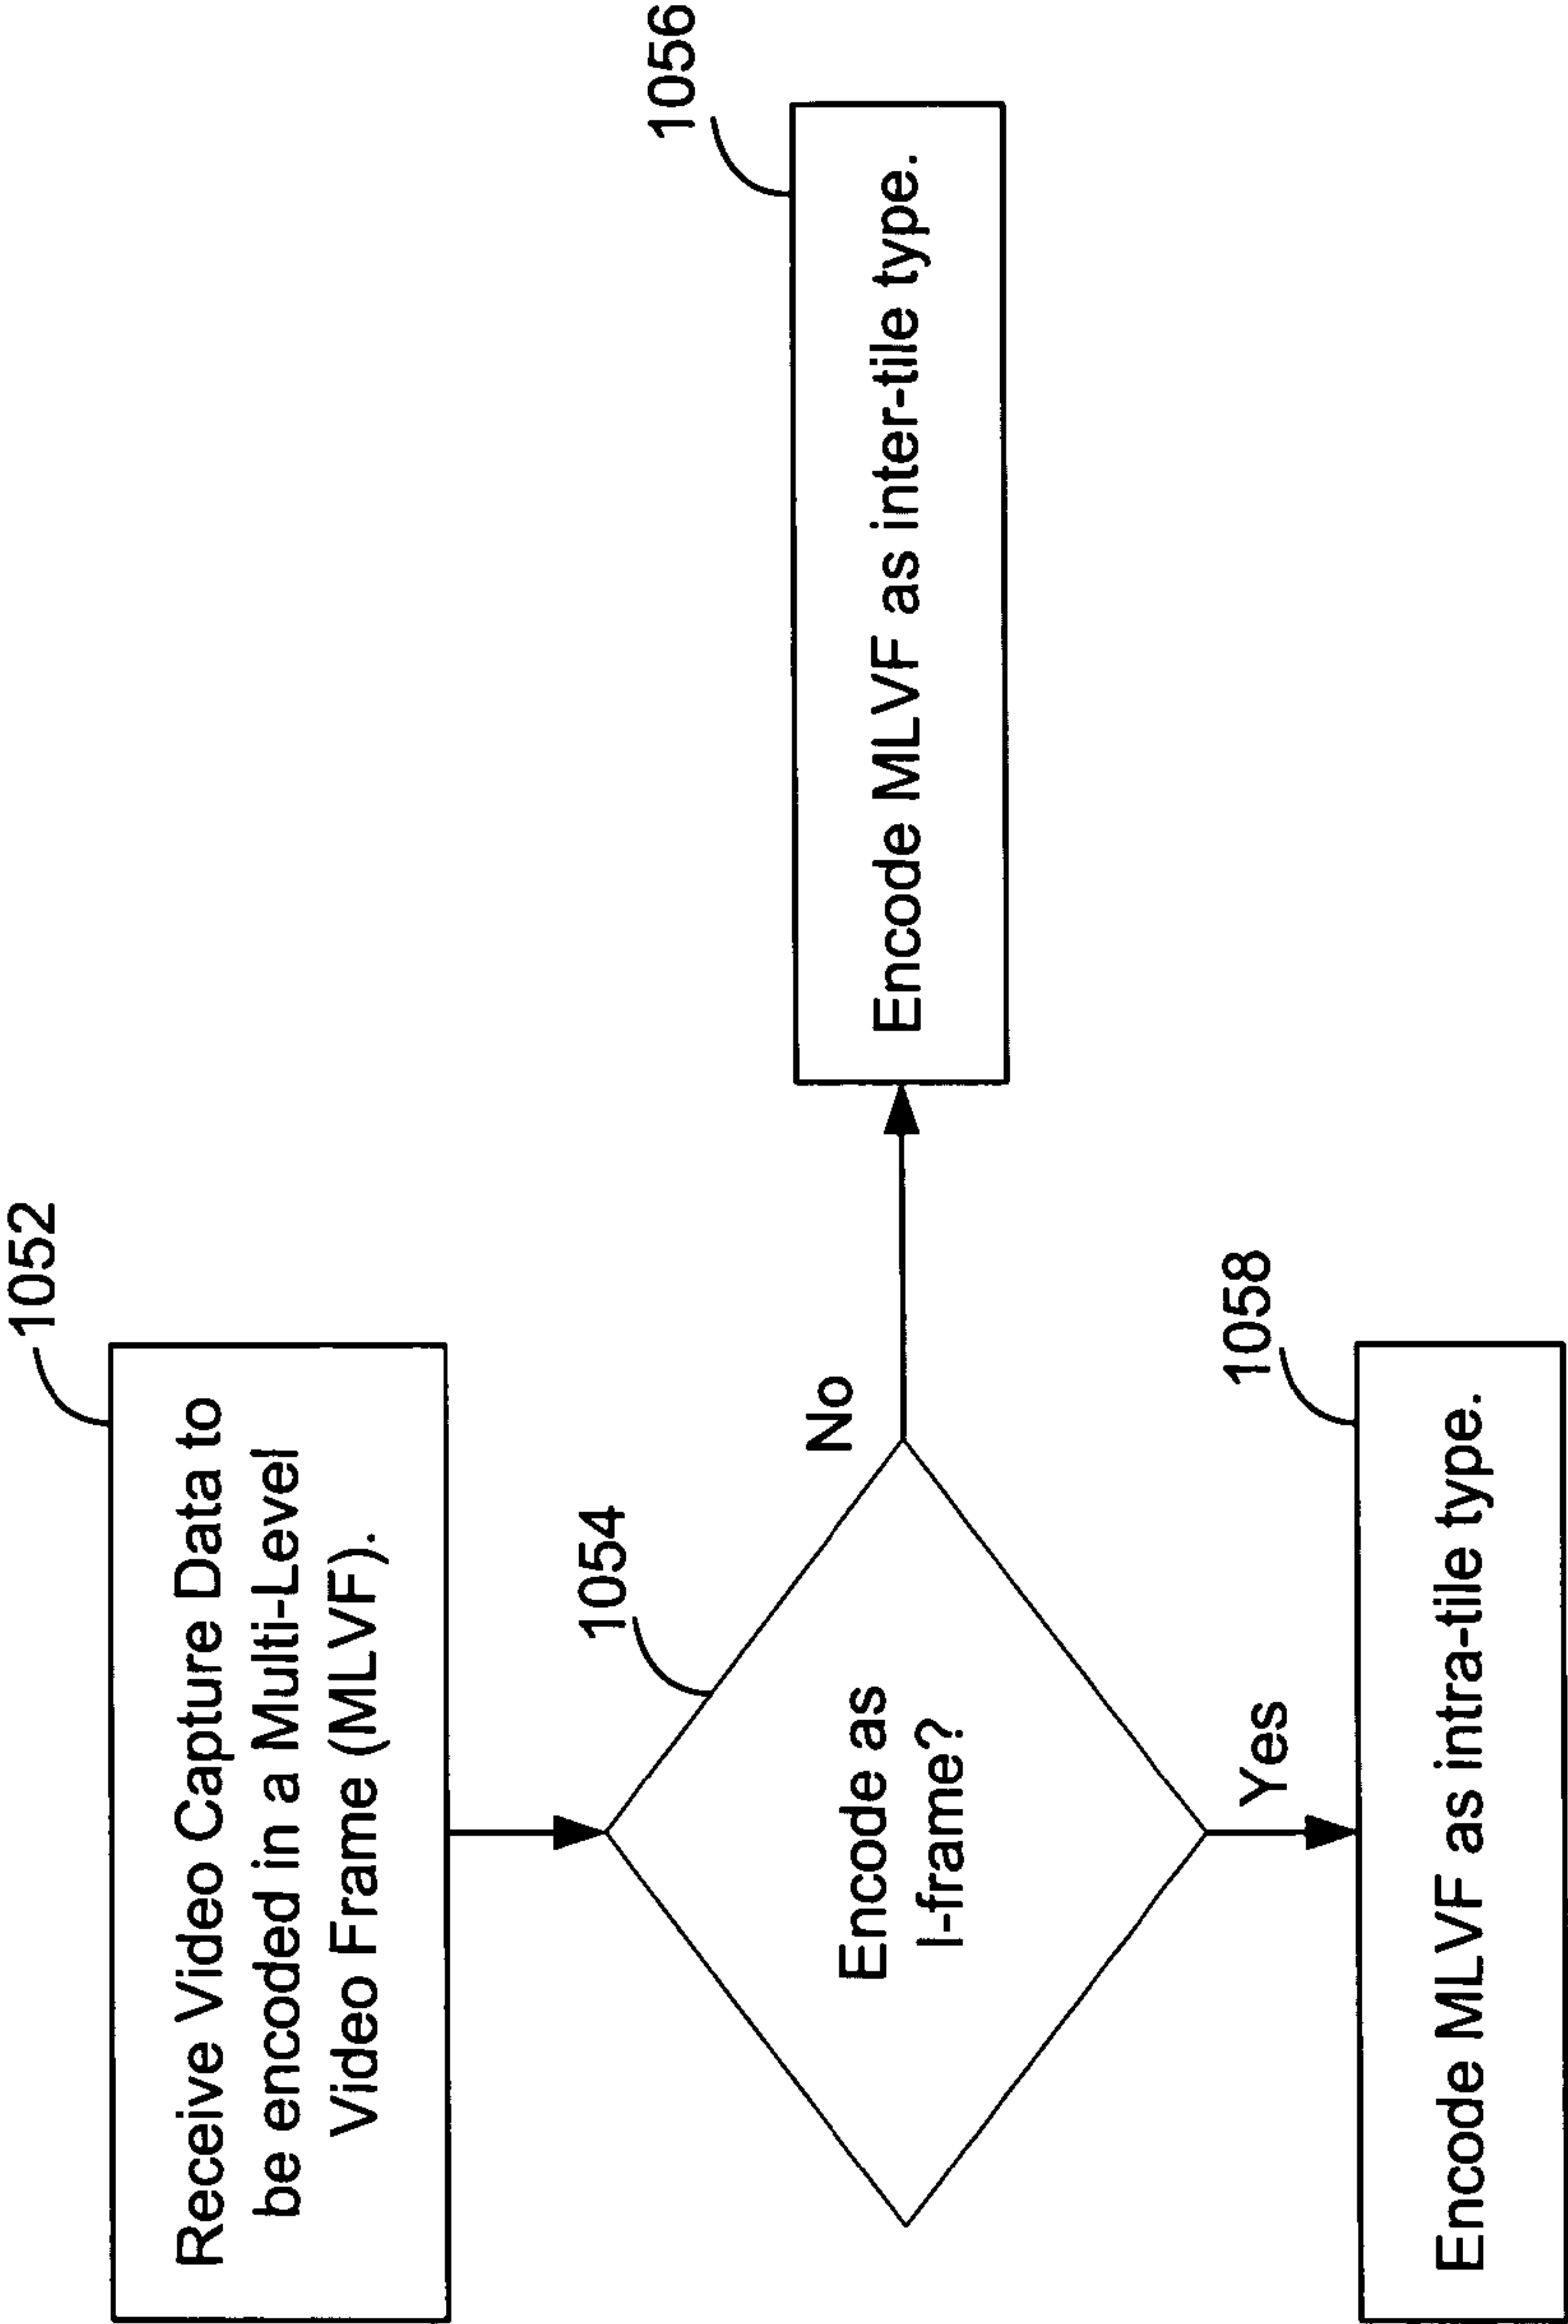 1052
Receive Video Capture Data to
be encoded in a Multi-Level
Video Frame (MLVF).
1054
Encode as
I-frame?
No
1056
Encode MLVF as inter-tile type.
Yes
1058
Encode MLVF as intra-tile type.